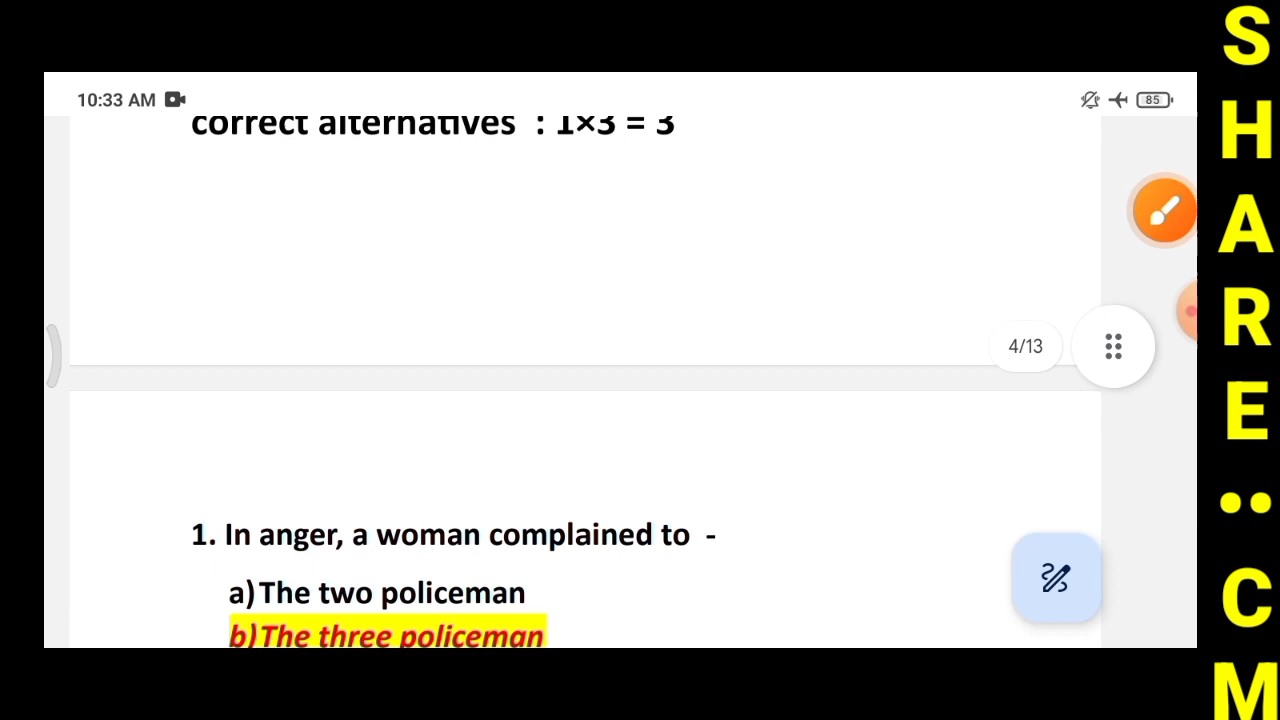 10:33 AM
85
correct alternatives : 1×3 = 3
4/13
1. In anger, a woman complained to -
a) The two policeman
b) The three policeman
S
H
A
R
E
••
C
M